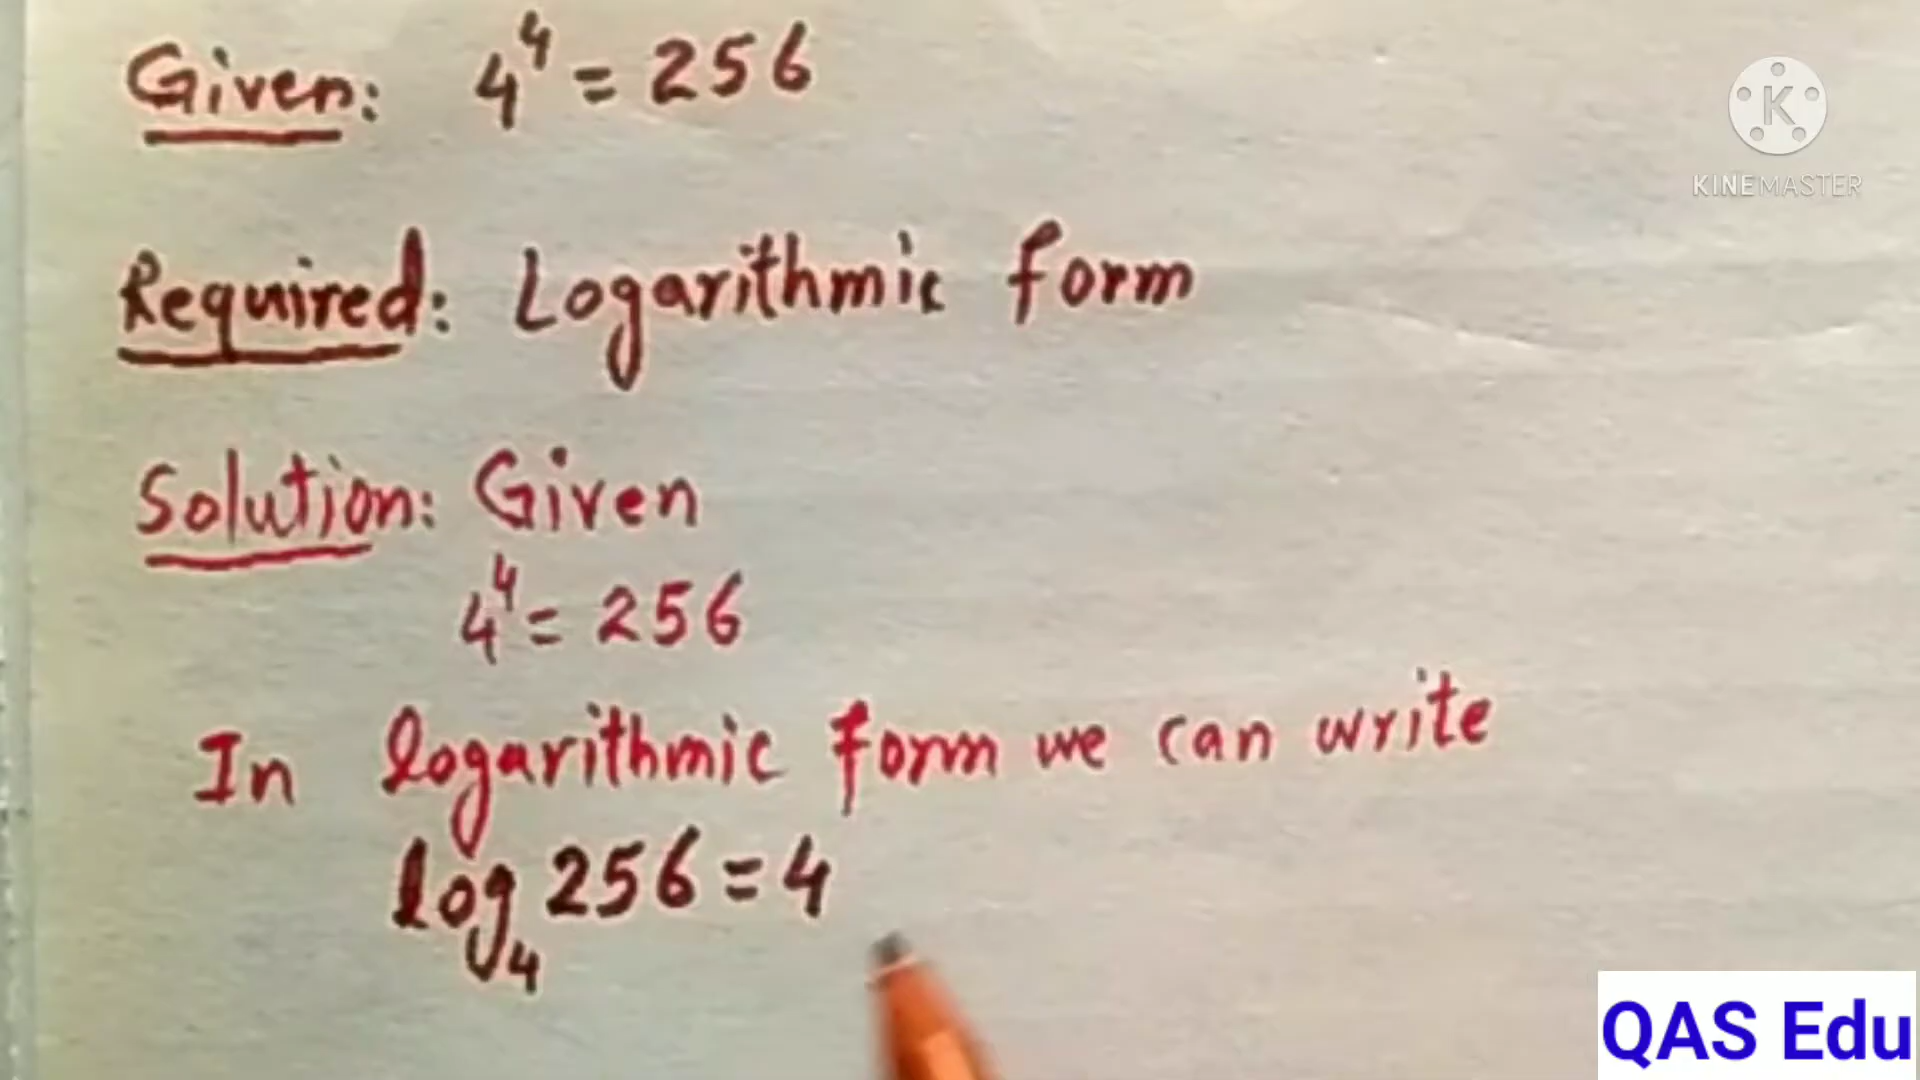 Given: 4⁴ = 256
KINEMASTER
Required: Logarithmic form
Solution: Given
4⁴ = 256
In logarithmic form we can write
log₄ 256 = 4
QAS Edu